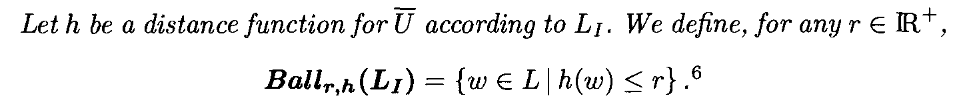 Let h be a distance function for U̅ according to L_I. We define, for any r ∈ ℝ⁺,
Ball_{r,h}(L_I) = {w ∈ L | h(w) ≤ r} .⁶